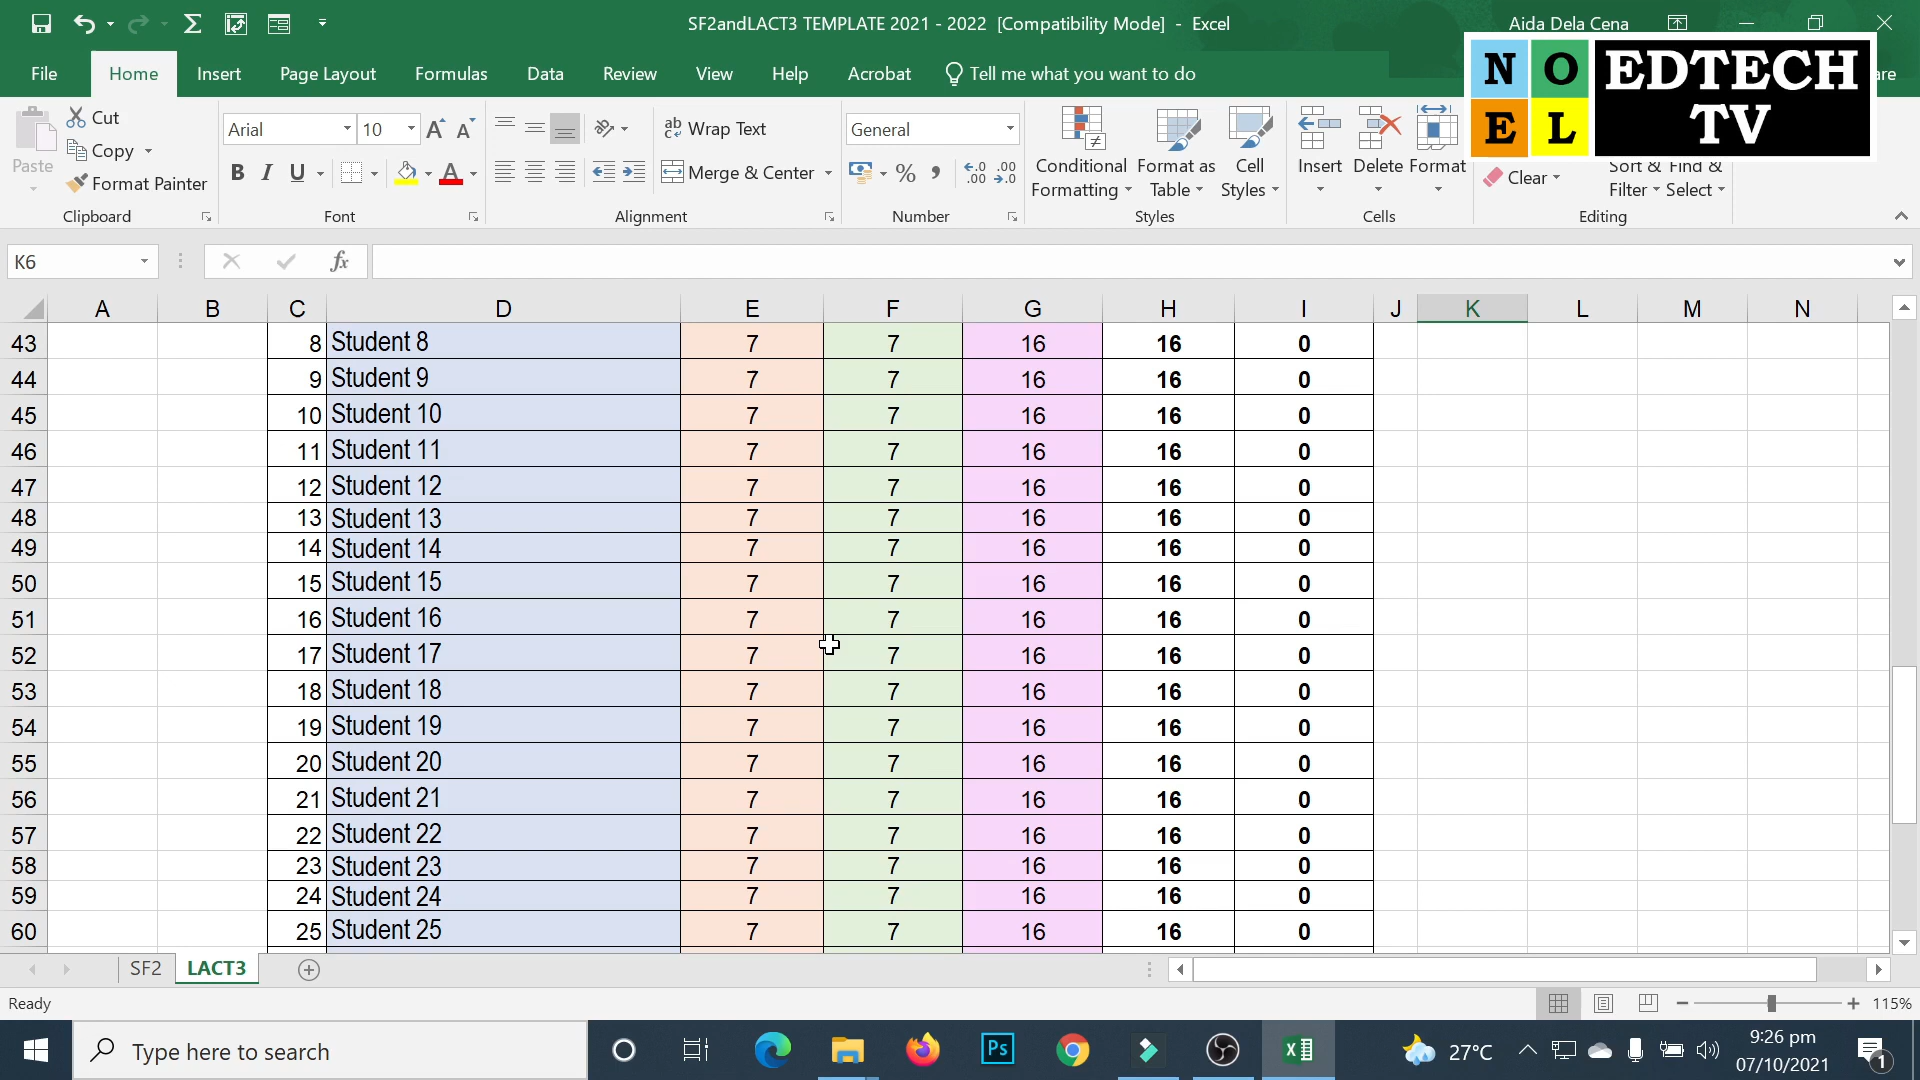 SF2andLACT3 TEMPLATE 2021 - 2022 [Compatibility Mode] - Excel
Aida Dela Cena
File Home Insert Page Layout Formulas Data Review View Help Acrobat Tell me what you want to do are
NOEL
EDTECH
TV
Paste
Cut
Copy
Format Painter
Clipboard
Arial 10
B I U A
Font
Wrap Text
Merge & Center
Alignment
General
% , .0 .00 .00 .0
Number
Conditional Formatting
Format as Table
Cell Styles
Styles
Insert Delete Format
Cells
Clear
Sort & Filter
Find & Select
Editing
K6 fx
A B C D E F G H I J K L M N
43 8 Student 8 7 7 16 16 0
44 9 Student 9 7 7 16 16 0
45 10 Student 10 7 7 16 16 0
46 11 Student 11 7 7 16 16 0
47 12 Student 12 7 7 16 16 0
48 13 Student 13 7 7 16 16 0
49 14 Student 14 7 7 16 16 0
50 15 Student 15 7 7 16 16 0
51 16 Student 16 7 7 16 16 0
52 17 Student 17 7 7 16 16 0
53 18 Student 18 7 7 16 16 0
54 19 Student 19 7 7 16 16 0
55 20 Student 20 7 7 16 16 0
56 21 Student 21 7 7 16 16 0
57 22 Student 22 7 7 16 16 0
58 23 Student 23 7 7 16 16 0
59 24 Student 24 7 7 16 16 0
60 25 Student 25 7 7 16 16 0
SF2 LACT3
Ready
115%
Type here to search
Ps
27°C
9:26 pm
07/10/2021
1